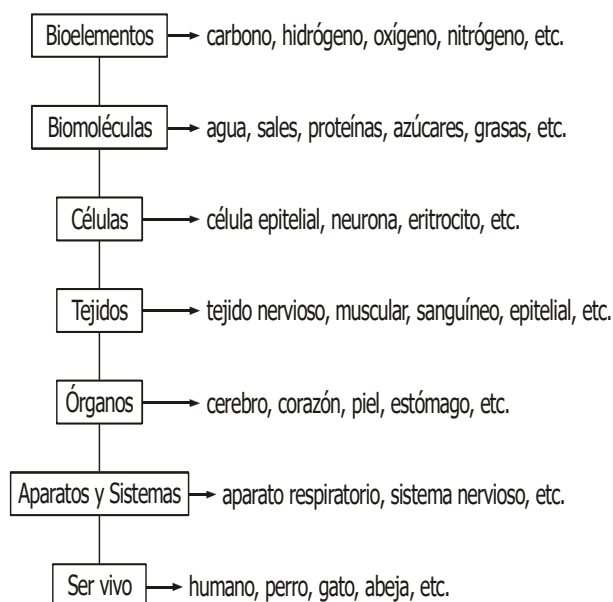 Bioelementos carbono, hidrógeno, oxígeno, nitrógeno, etc.
Biomoléculas agua, sales, proteínas, azúcares, grasas, etc.
Células célula epitelial, neurona, eritrocito, etc.
Tejidos tejido nervioso, muscular, sanguíneo, epitelial, etc.
Órganos cerebro, corazón, piel, estómago, etc.
Aparatos y Sistemas aparato respiratorio, sistema nervioso, etc.
Ser vivo humano, perro, gato, abeja, etc.